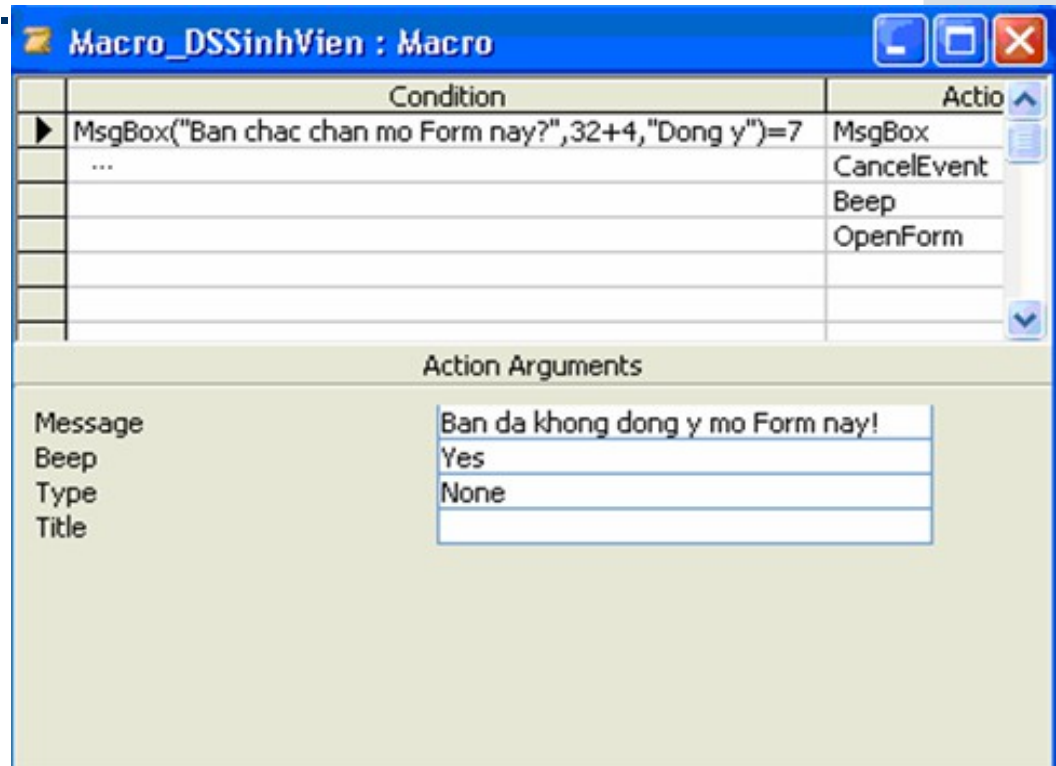 Macro_DSSinhVien : Macro
Condition Actio
MsgBox("Ban chac chan mo Form nay?",32+4,"Dong y")=7 MsgBox
... CancelEvent
Beep
OpenForm
Action Arguments
Message Ban da khong dong y mo Form nay!
Beep Yes
Type None
Title